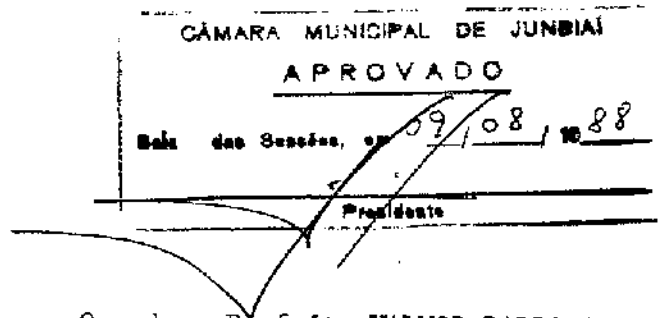 CÂMARA MUNICIPAL DE JUNDIAÍ
APROVADO
Sala das Sessões, em 09/08/1988
Presidente